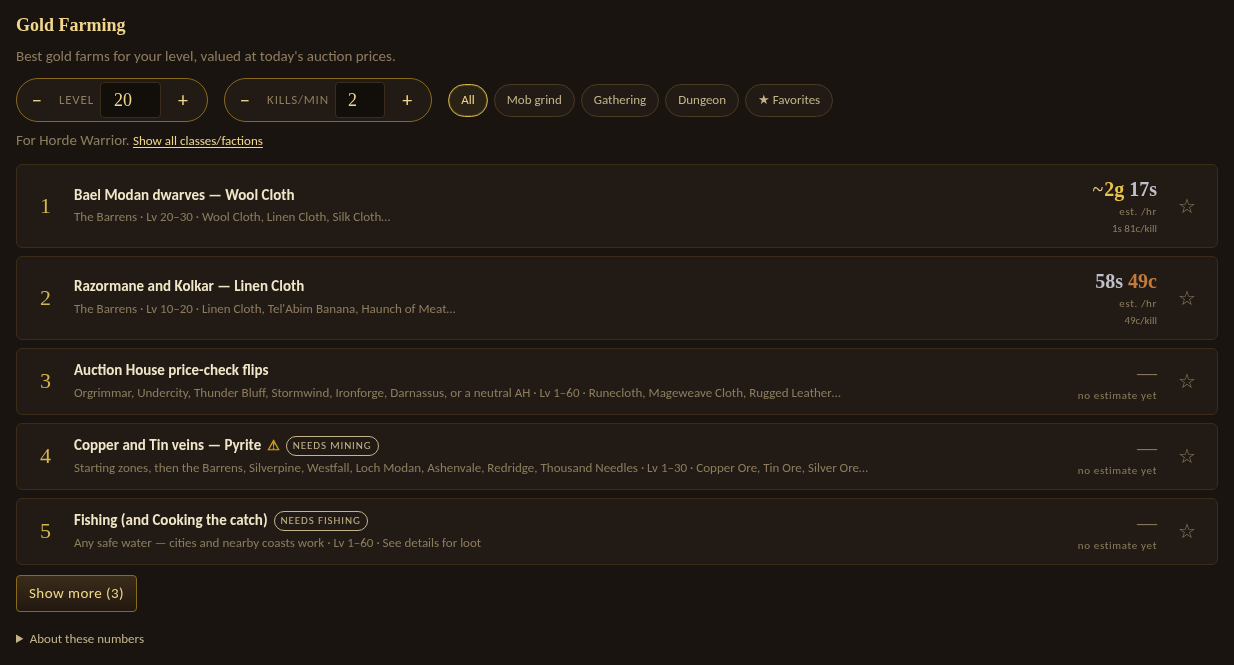 Gold Farming
Best gold farms for your level, valued at today's auction prices.
− LEVEL 20 + − KILLS/MIN 2 + All Mob grind Gathering Dungeon ★ Favorites
For Horde Warrior. Show all classes/factions
1 Bael Modan dwarves — Wool Cloth
The Barrens · Lv 20–30 · Wool Cloth, Linen Cloth, Silk Cloth…
~2g 17s
est. /hr
1s 81c/kill
☆
2 Razormane and Kolkar — Linen Cloth
The Barrens · Lv 10–20 · Linen Cloth, Tel'Abim Banana, Haunch of Meat…
58s 49c
est. /hr
49c/kill
☆
3 Auction House price-check flips
Orgrimmar, Undercity, Thunder Bluff, Stormwind, Ironforge, Darnassus, or a neutral AH · Lv 1–60 · Runecloth, Mageweave Cloth, Rugged Leather…
—
no estimate yet
☆
4 Copper and Tin veins — Pyrite ⚠ NEEDS MINING
Starting zones, then the Barrens, Silverpine, Westfall, Loch Modan, Ashenvale, Redridge, Thousand Needles · Lv 1–30 · Copper Ore, Tin Ore, Silver Ore…
—
no estimate yet
☆
5 Fishing (and Cooking the catch) NEEDS FISHING
Any safe water — cities and nearby coasts work · Lv 1–60 · See details for loot
—
no estimate yet
☆
Show more (3)
▶ About these numbers